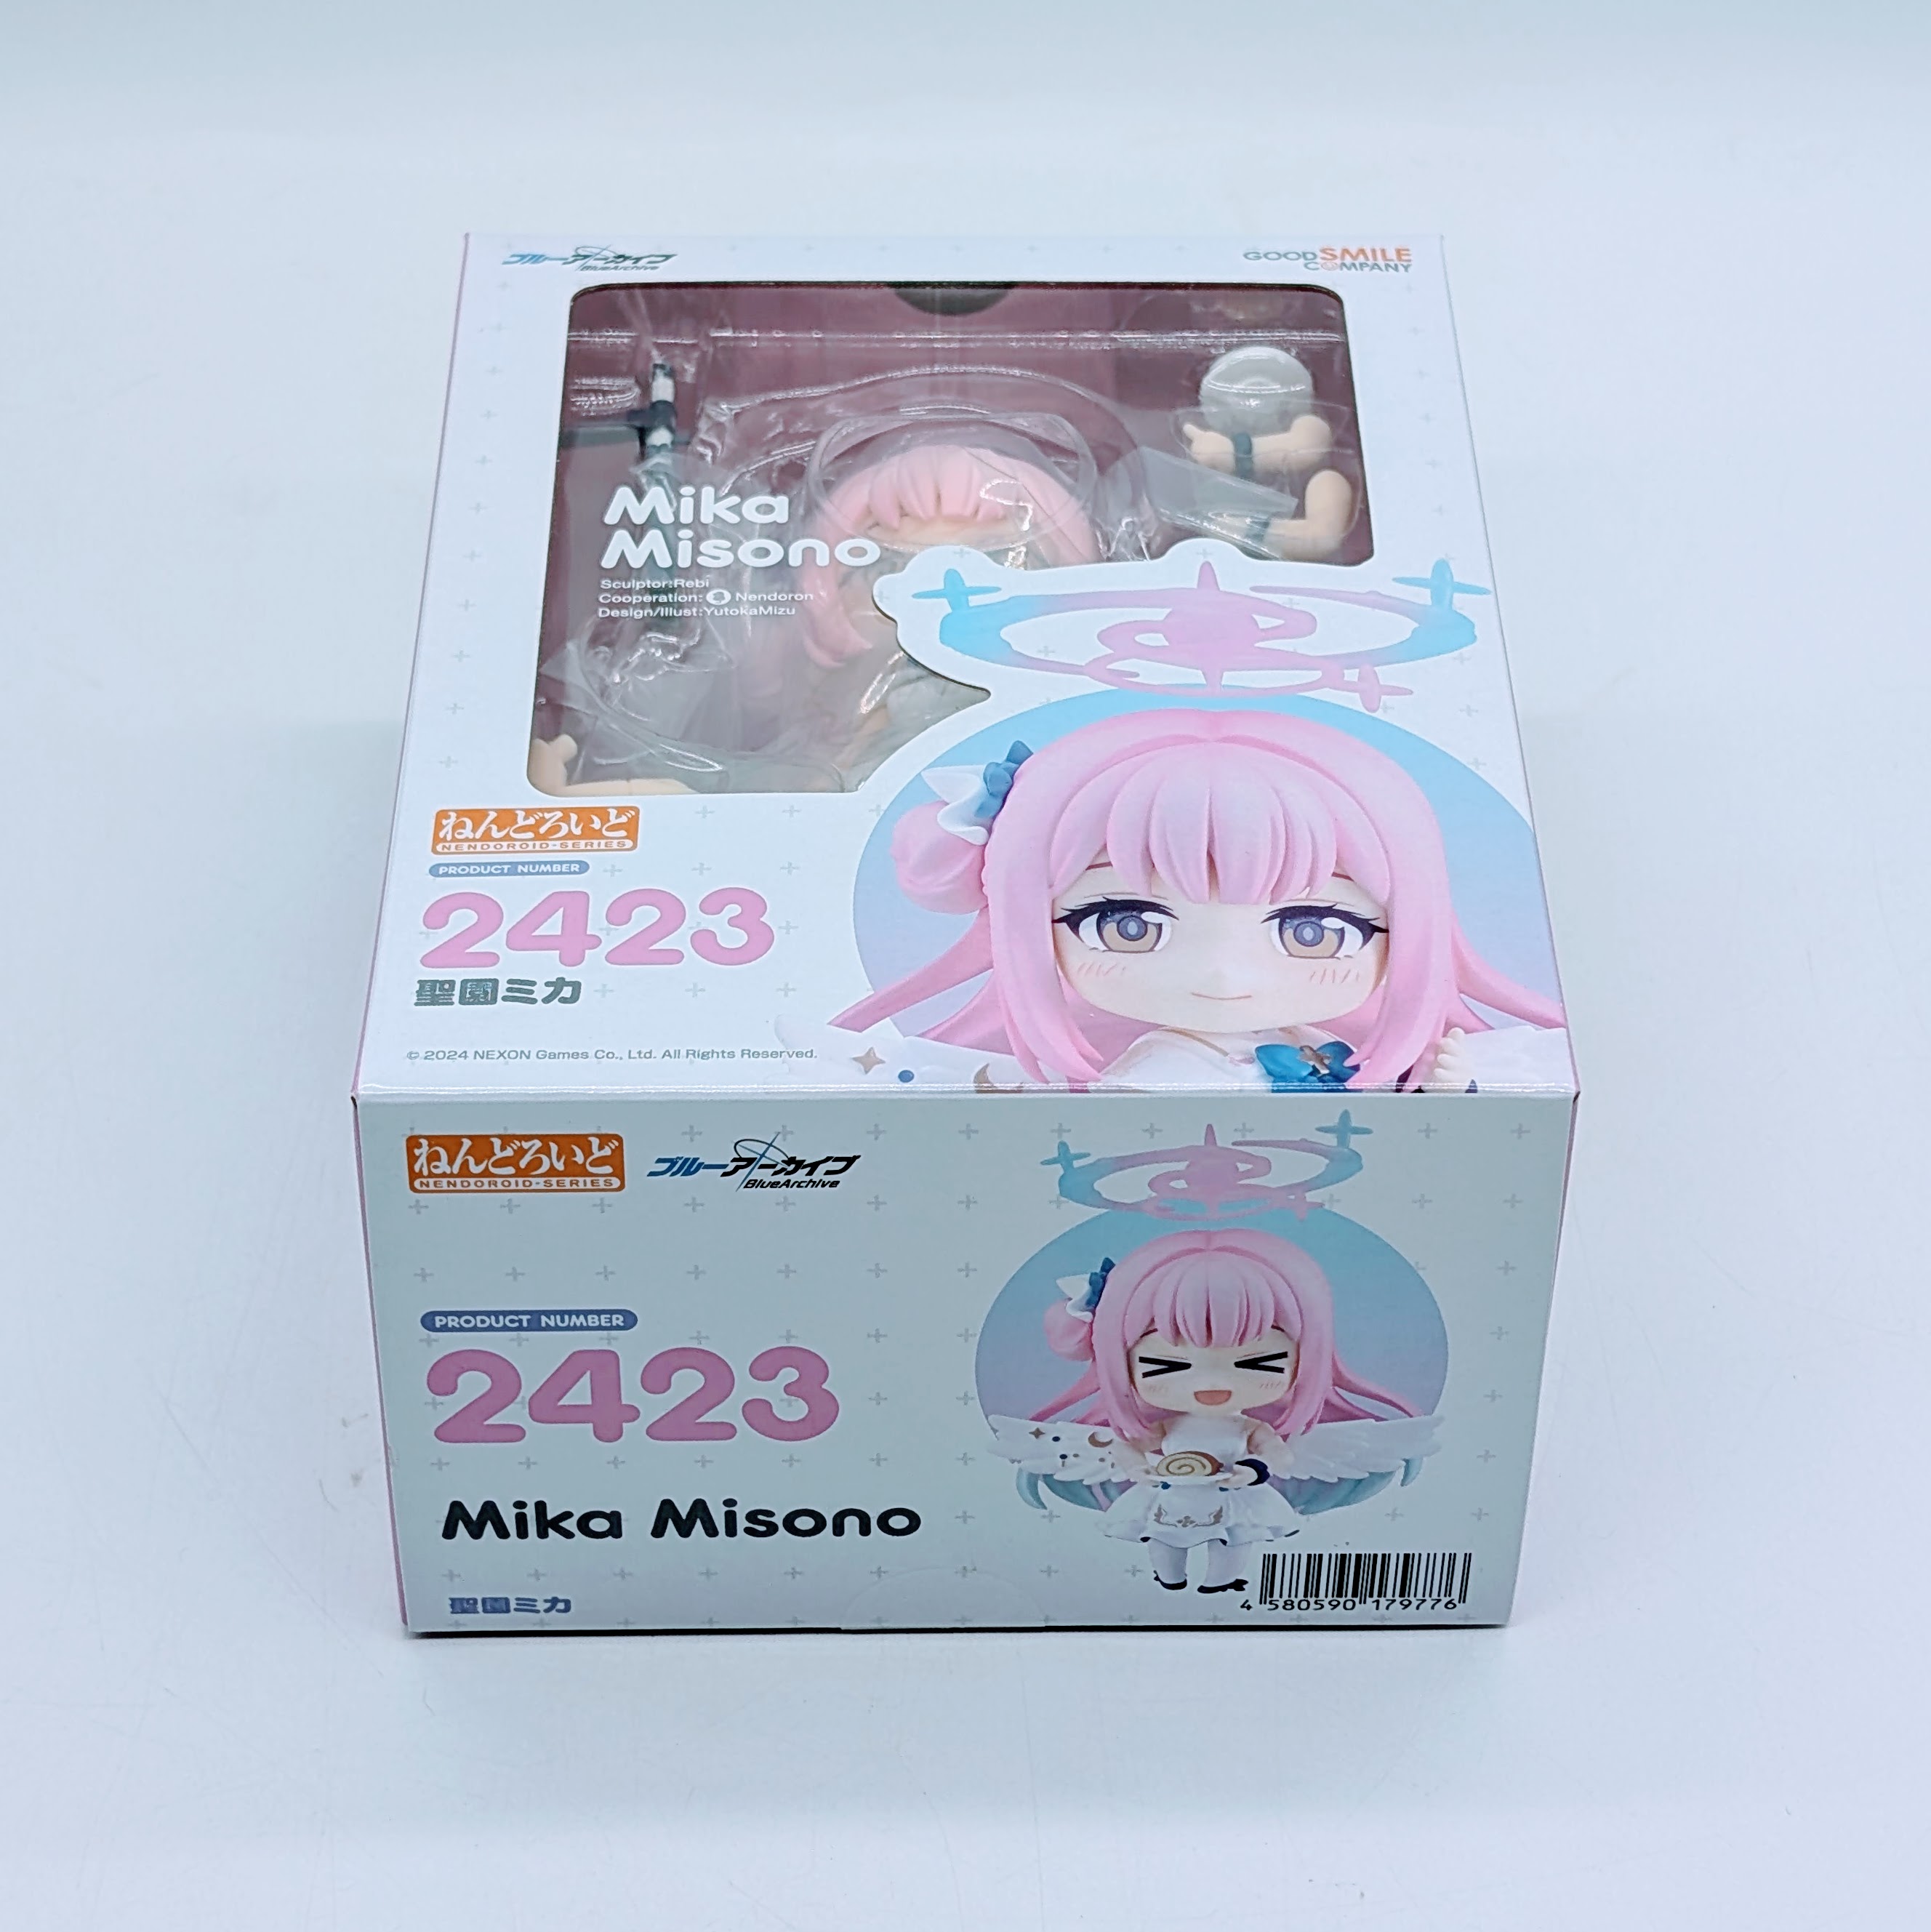 ブルーアーカイブ
BlueArchive
GOOD SMILE
COMPANY
Mika
Misono
Sculptor:Rebi
Cooperation: Nendoron
Design/Illust:YutokaMizu
ねんどろいど
NENDOROID-SERIES
PRODUCT NUMBER
2423
聖園ミカ
© 2024 NEXON Games Co., Ltd. All Rights Reserved.
ねんどろいど
NENDOROID-SERIES
ブルーアーカイブ
BlueArchive
PRODUCT NUMBER
2423
Mika Misono
聖園ミカ
4 580590 179776